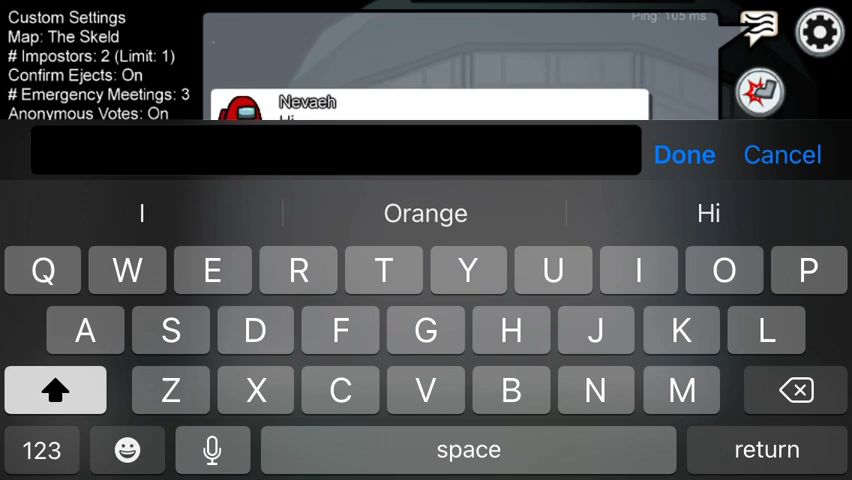 Custom Settings
Map: The Skeld
# Impostors: 2 (Limit: 1)
Confirm Ejects: On
# Emergency Meetings: 3
Anonymous Votes: On
Ping: 105 ms
Nevaeh
Hi
Done
Cancel
I
Orange
Hi
Q W E R T Y U I O P
A S D F G H J K L
Z X C V B N M
123
space
return